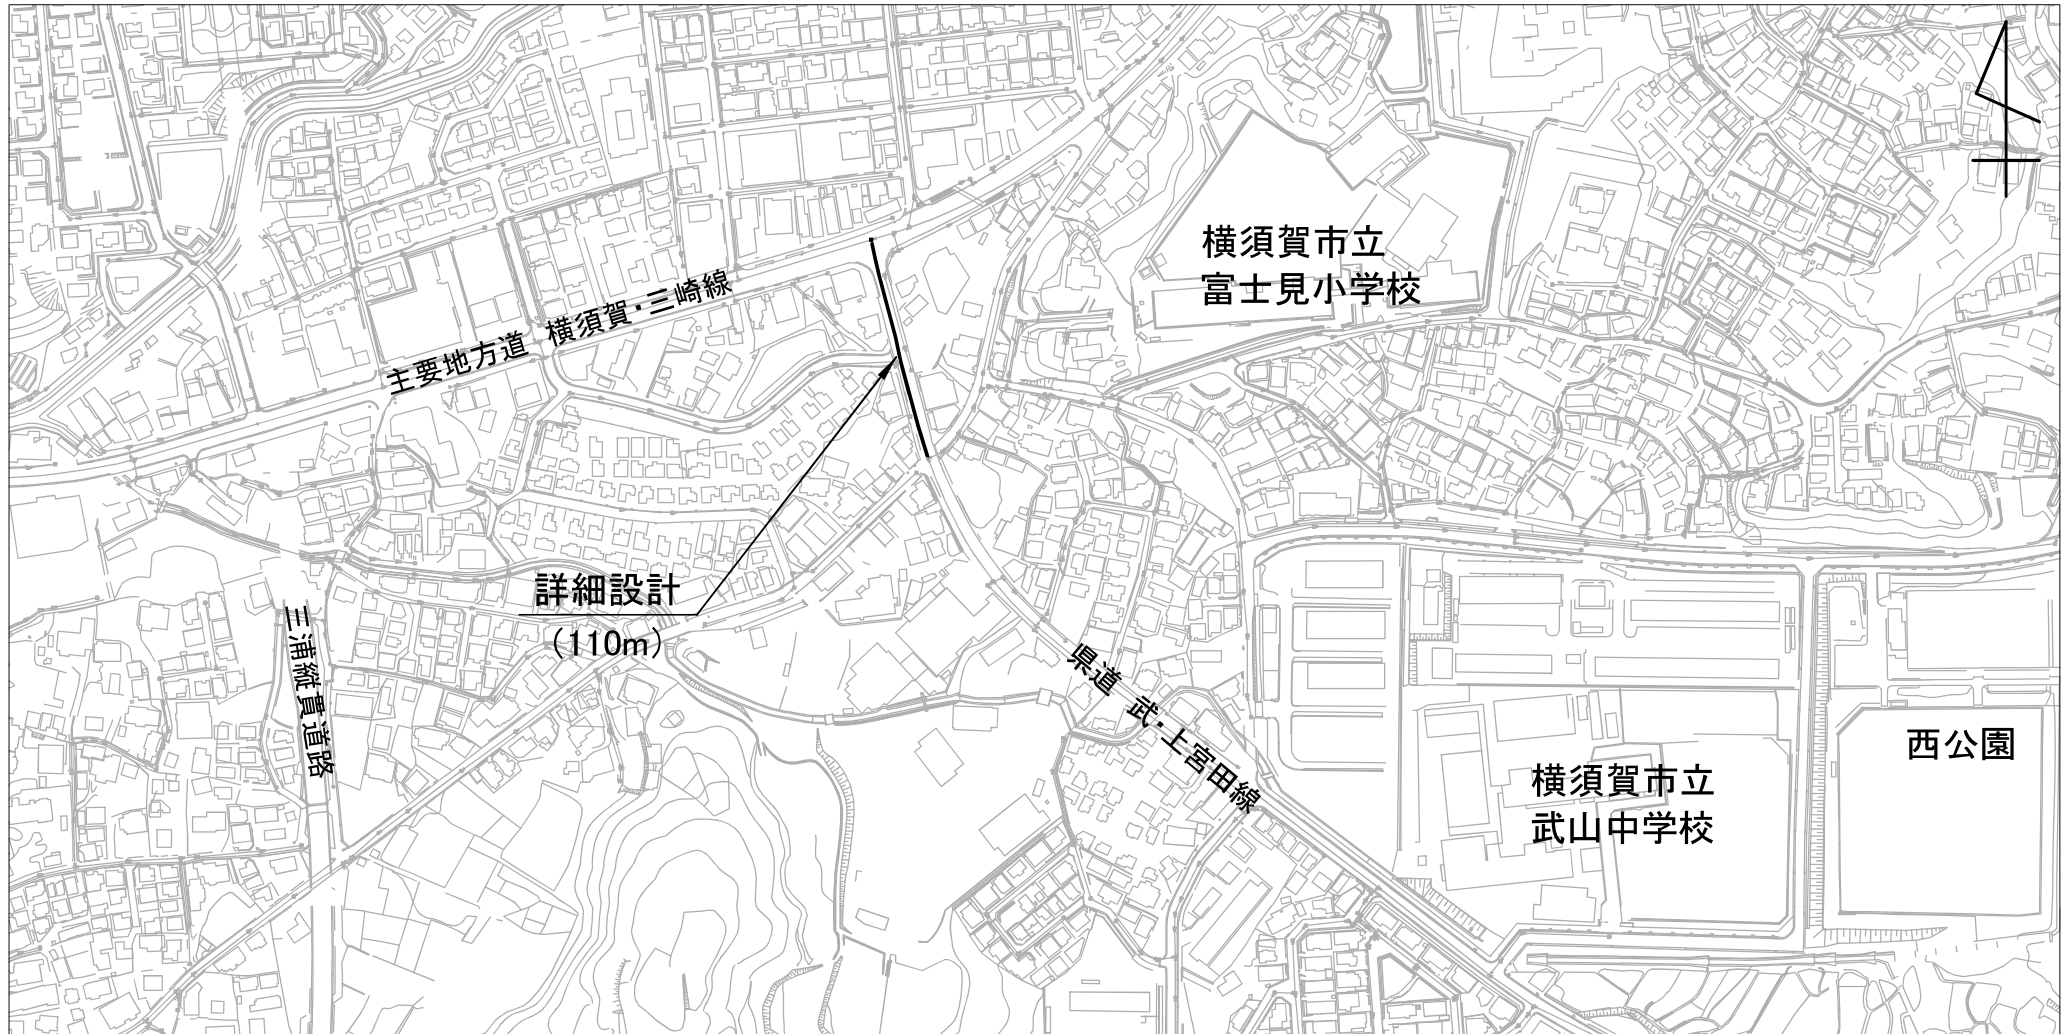 横須賀市立
富士見小学校
主要地方道 横須賀・三崎線
詳細設計
（110m）
三浦縦貫道路
県道 武・上宮田線
横須賀市立
武山中学校
西公園